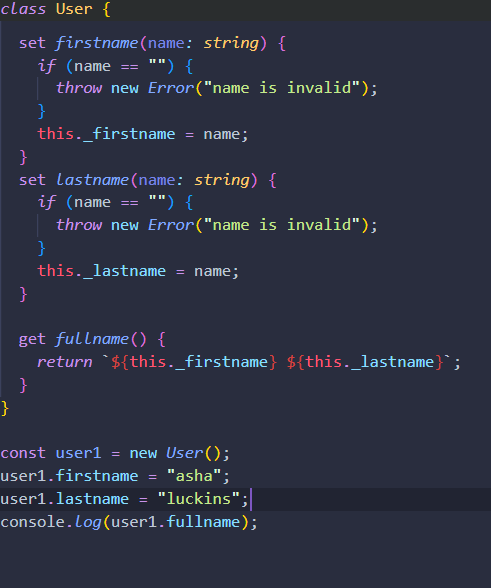 class User {
set firstname(name: string) {
if (name == "") {
throw new Error("name is invalid");
}
this._firstname = name;
}
set lastname(name: string) {
if (name == "") {
throw new Error("name is invalid");
}
this._lastname = name;
}
get fullname() {
return `${this._firstname} ${this._lastname}`;
}
}
const user1 = new User();
user1.firstname = "asha";
user1.lastname = "luckins";
console.log(user1.fullname);